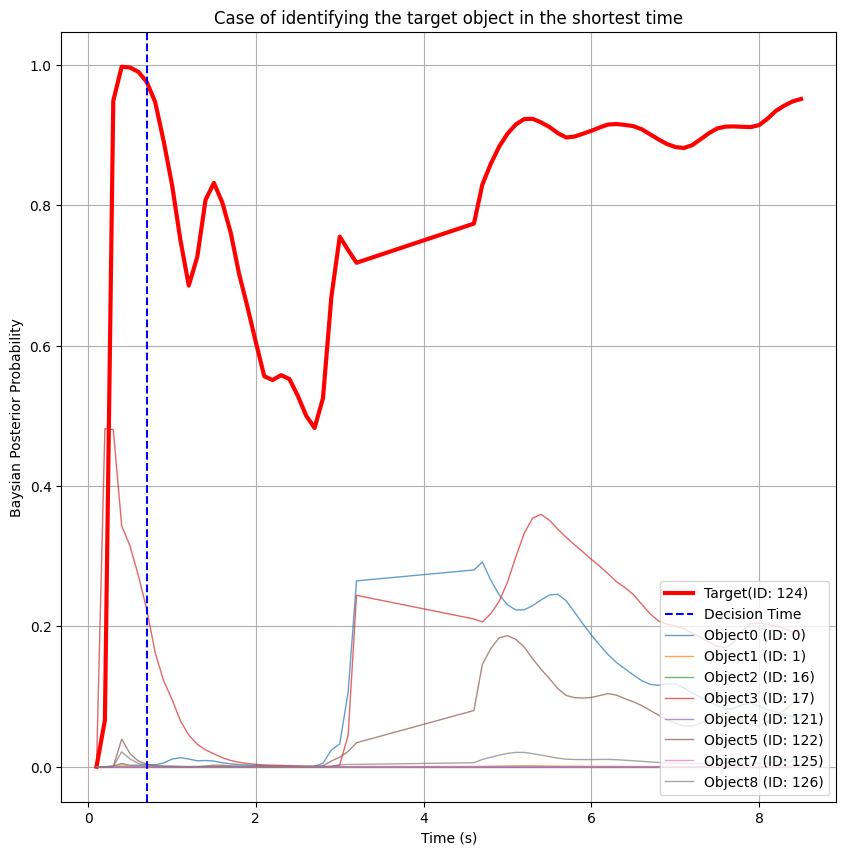 Case of identifying the target object in the shortest time
Baysian Posterior Probability
1.0
0.8
0.6
0.4
0.2
0.0
0
2
4
6
8
Time (s)
Target(ID: 124)
Decision Time
Object0 (ID: 0)
Object1 (ID: 1)
Object2 (ID: 16)
Object3 (ID: 17)
Object4 (ID: 121)
Object5 (ID: 122)
Object7 (ID: 125)
Object8 (ID: 126)